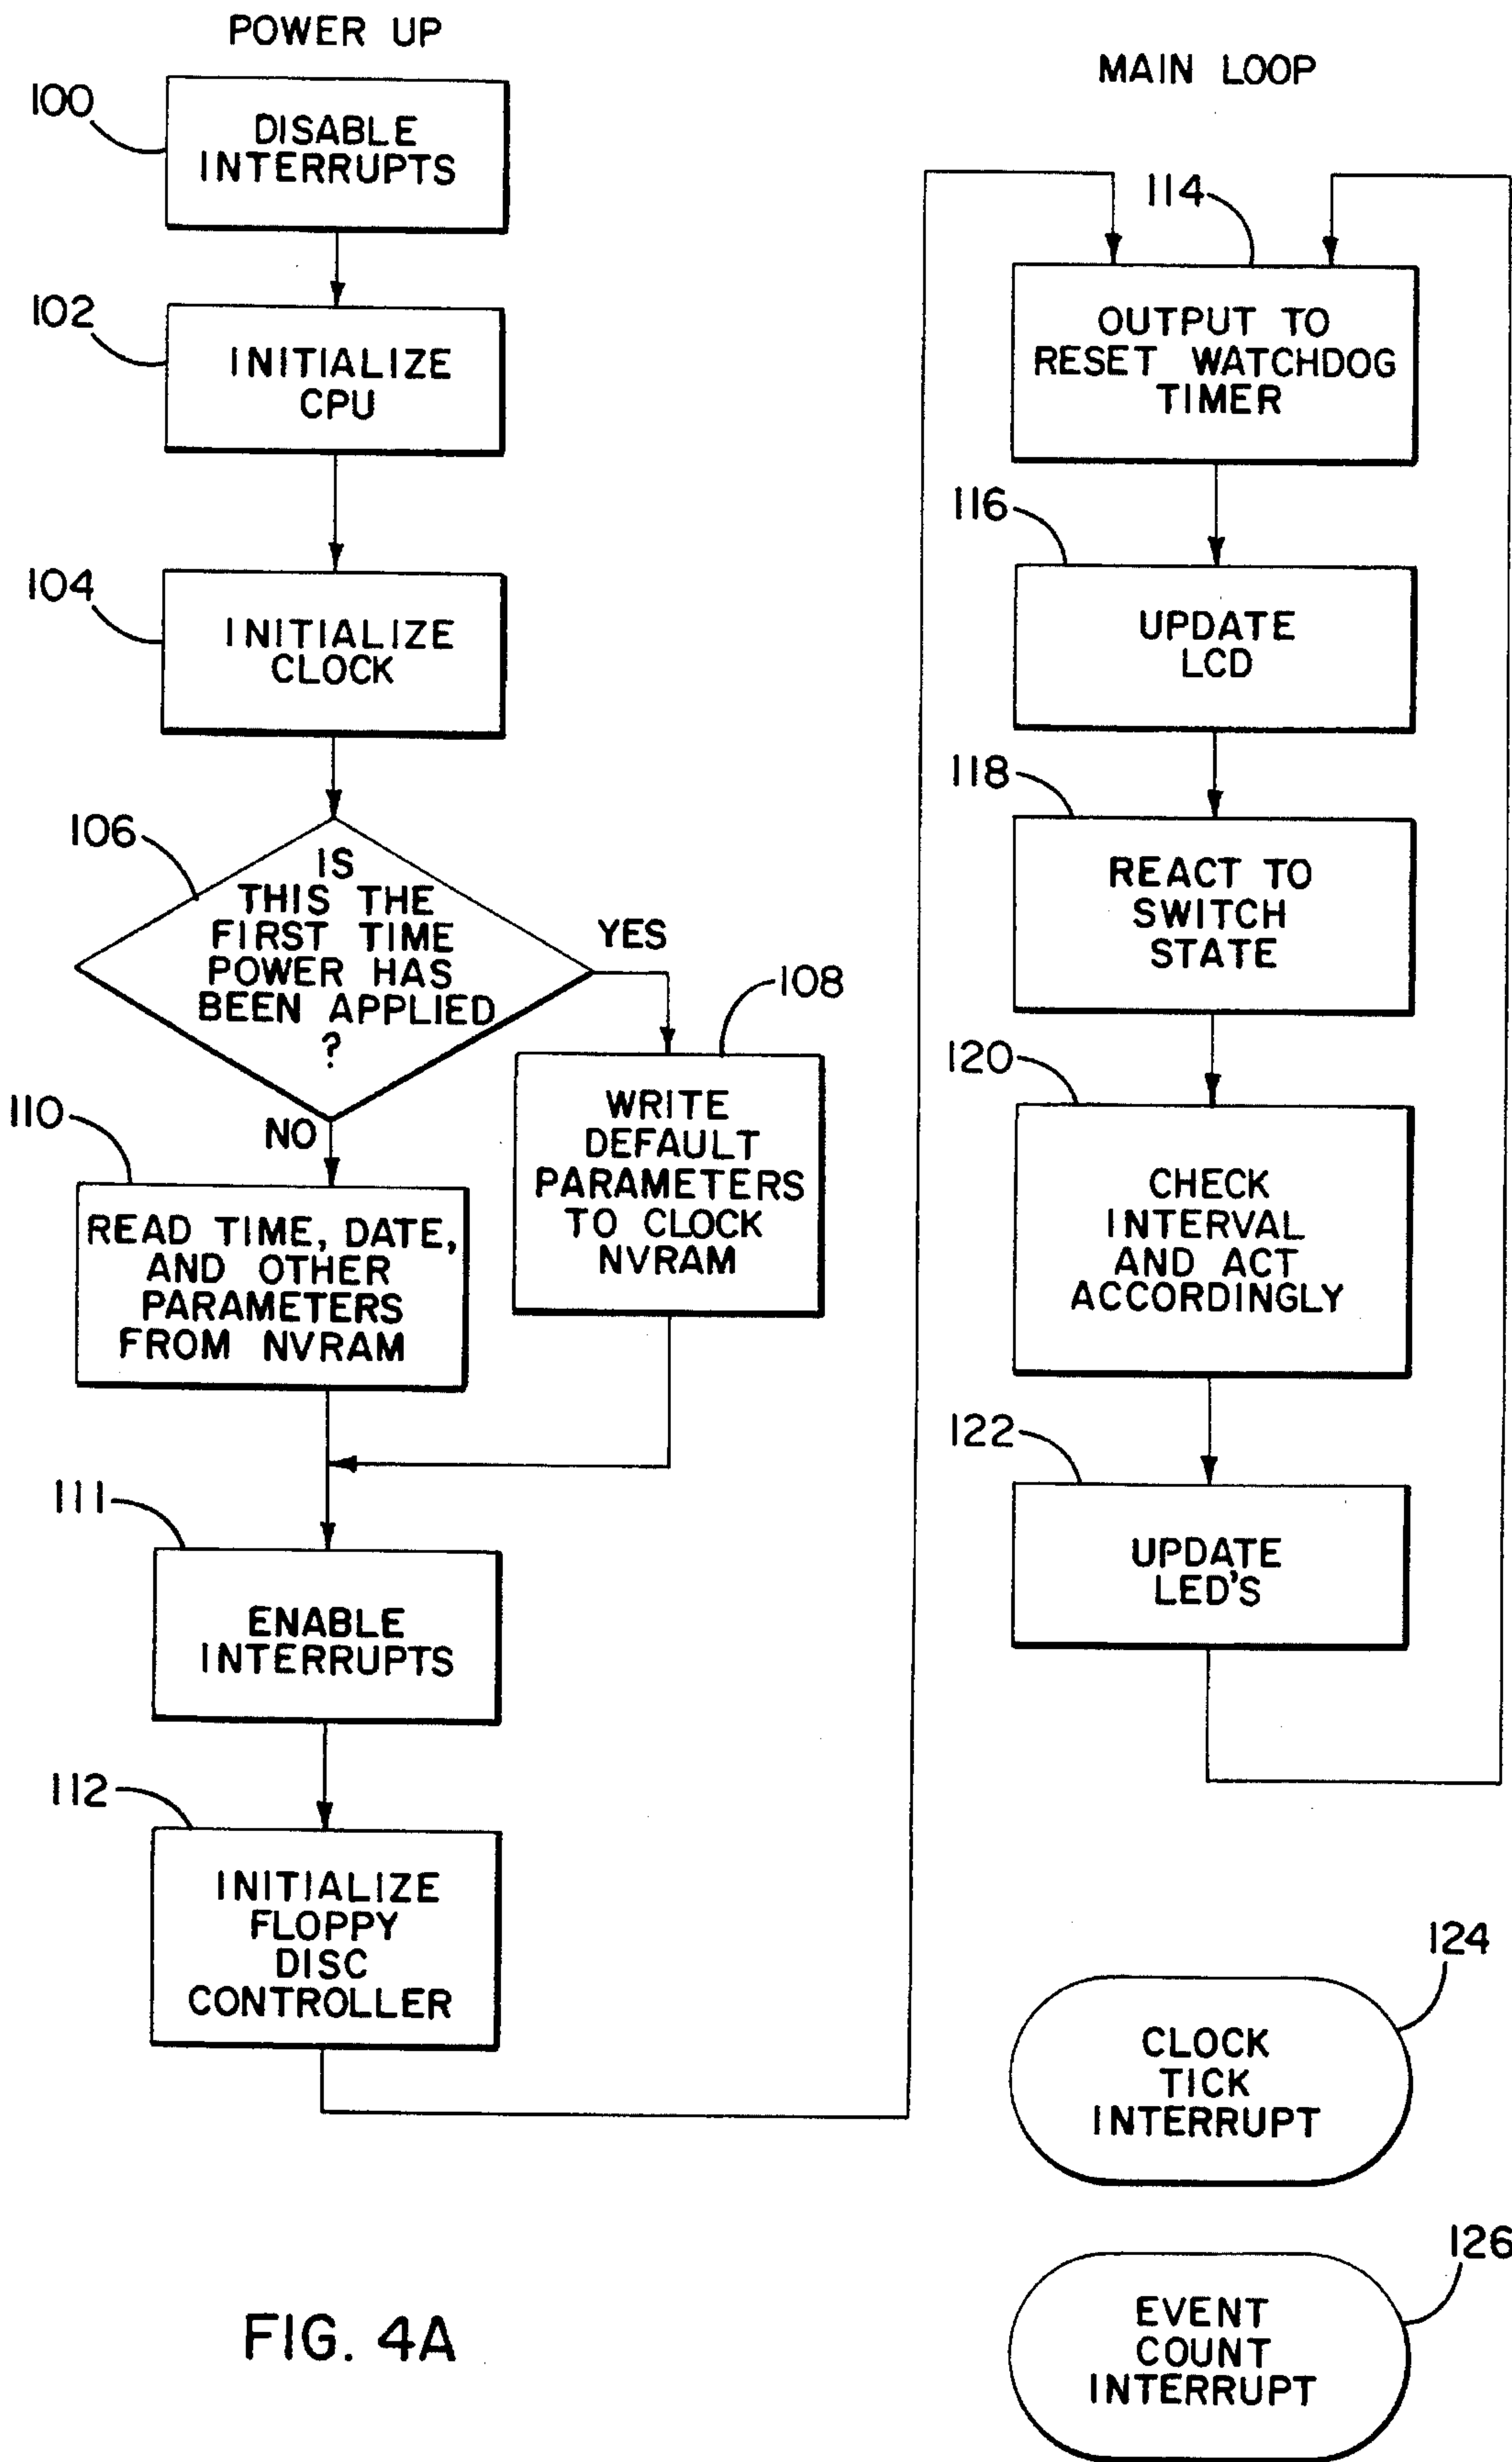 POWER UP
100
DISABLE
INTERRUPTS
102
INITIALIZE
CPU
104
INITIALIZE
CLOCK
106
IS
THIS THE
FIRST TIME
POWER HAS
BEEN APPLIED
?
YES
108
WRITE
DEFAULT
PARAMETERS
TO CLOCK
NVRAM
NO
110
READ TIME, DATE,
AND OTHER
PARAMETERS
FROM NVRAM
111
ENABLE
INTERRUPTS
112
INITIALIZE
FLOPPY
DISC
CONTROLLER
MAIN LOOP
114
OUTPUT TO
RESET WATCHDOG
TIMER
116
UPDATE
LCD
118
REACT TO
SWITCH
STATE
120
CHECK
INTERVAL
AND ACT
ACCORDINGLY
122
UPDATE
LED'S
124
CLOCK
TICK
INTERRUPT
126
EVENT
COUNT
INTERRUPT
FIG. 4A